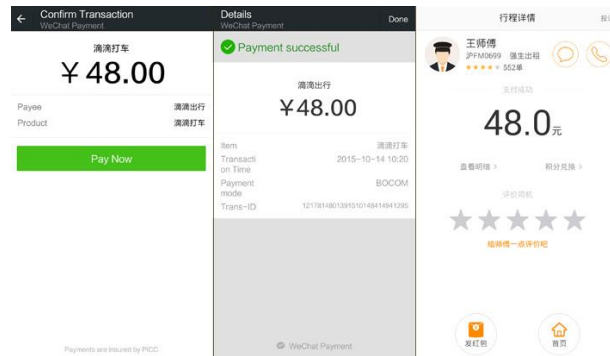 Confirm Transaction
WeChat Payment
滴滴打车
¥48.00
Payee 滴滴出行
Product 滴滴打车
Pay Now
Payments are insured by PICC
Details
WeChat Payment
Done
Payment successful
滴滴出行
¥48.00
Item 滴滴打车
Transacti
on Time 2015-10-14 10:20
Payment
mode BOCOM
Trans-ID
WeChat Payment
行程详情
王师傅
沪FM0699 强生出租
552单
支付成功
48.0元
查看明细 >
积分兑换 >
评价司机
给师傅一点评价吧
发红包
首页